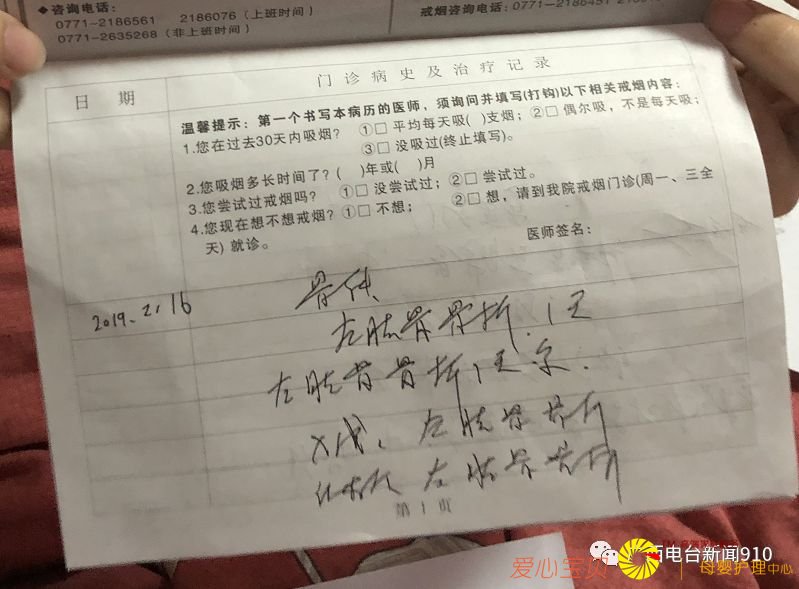 ◆咨询电话:
0771-2186561 2186076 (上班时间)
0771-2635268 (非上班时间)
戒烟咨询电话: 0771-2186451
日 期
门诊病史及治疗记录
温馨提示: 第一个书写本病历的医师, 须询问并填写(打钩)以下相关戒烟内容:
1.您在过去30天内吸烟? ①□ 平均每天吸( )支烟; ②□ 偶尔吸, 不是每天吸;
③□ 没吸过(终止填写)。
2.您吸烟多长时间了? ( )年或( )月
3.您尝试过戒烟吗? ①□ 没尝试过; ②□ 尝试过。
4.您现在想不想戒烟? ①□ 不想; ②□ 想, 请到我院戒烟门诊(周一、三全
天) 就诊。
医师签名:
2019.2.16
骨伤
左肱骨骨折, 1天
左肱骨骨折1天余.
X片: 左肱骨骨折
左肱骨骨折
第 1 页
西电台新闻910
爱心宝贝
母婴护理中心